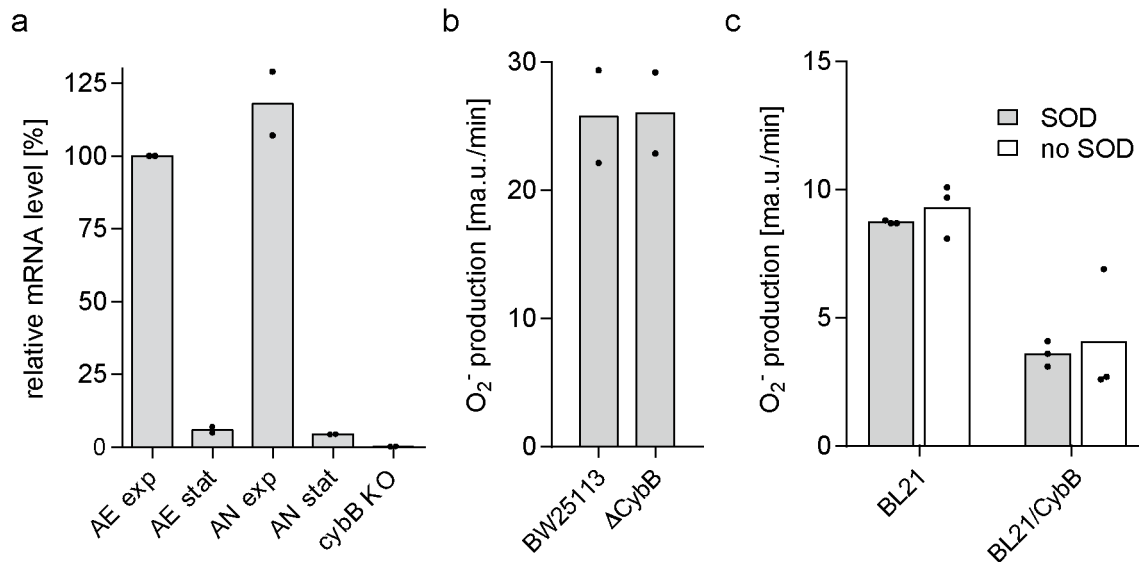 a
relative mRNA level [%]
125
100
75
50
25
0
AE exp
AE stat
AN exp
AN stat
cybB KO
b
O₂⁻ production [ma.u./min]
30
20
10
0
BW25113
ΔCybB
c
O₂⁻ production [ma.u./min]
15
10
5
0
SOD
no SOD
BL21
BL21/CybB